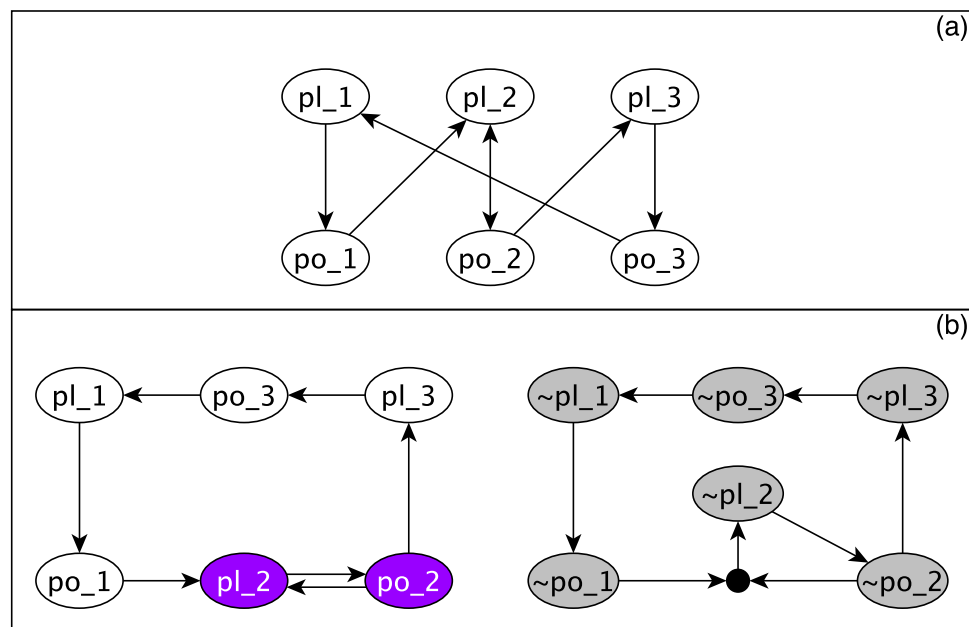 (a)
pl_1 pl_2 pl_3
po_1 po_2 po_3
(b)
pl_1 po_3 pl_3 ~pl_1 ~po_3 ~pl_3
~pl_2
po_1 pl_2 po_2 ~po_1 ~po_2